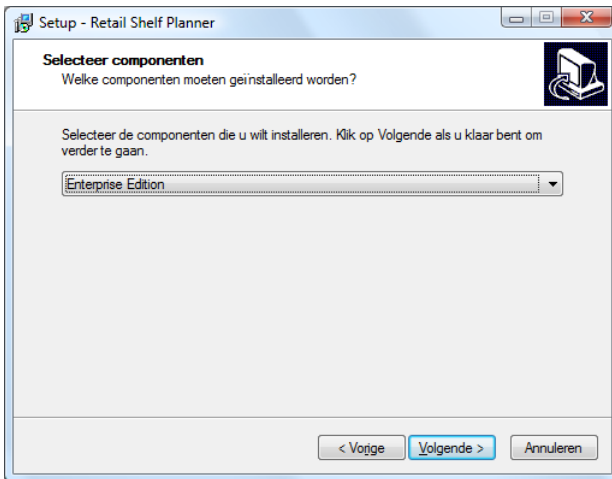 Setup - Retail Shelf Planner
Selecteer componenten
Welke componenten moeten geïnstalleerd worden?
Selecteer de componenten die u wilt installeren. Klik op Volgende als u klaar bent om
verder te gaan.
Enterprise Edition
< Vorige Volgende > Annuleren